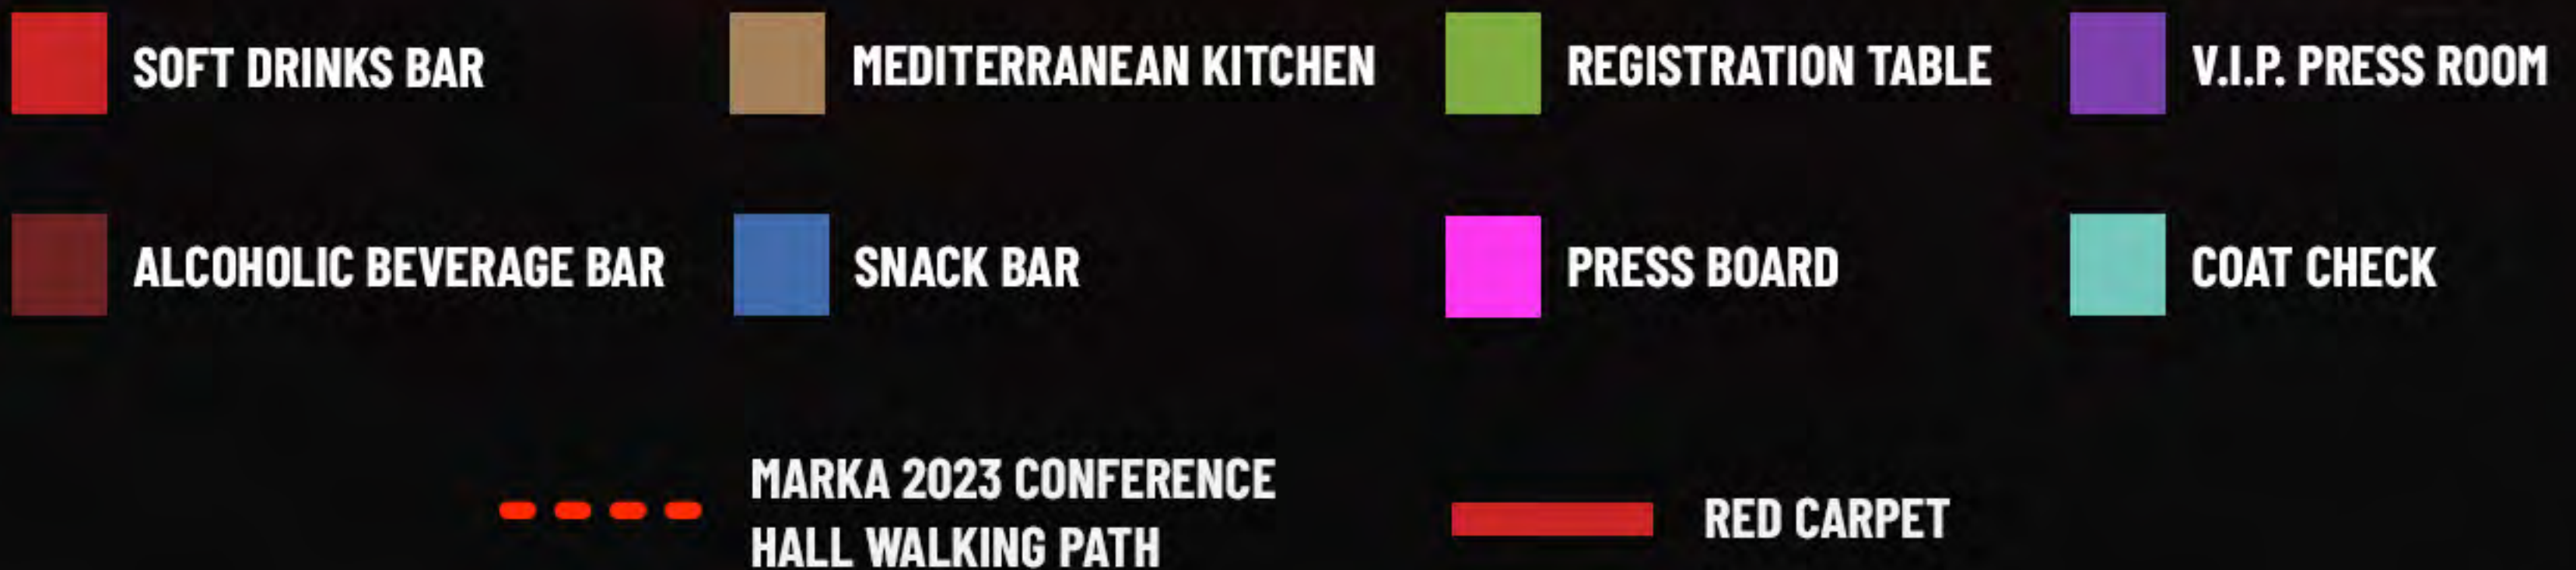 SOFT DRINKS BAR
MEDITERRANEAN KITCHEN
REGISTRATION TABLE
V.I.P. PRESS ROOM
ALCOHOLIC BEVERAGE BAR
SNACK BAR
PRESS BOARD
COAT CHECK
MARKA 2023 CONFERENCE
HALL WALKING PATH
RED CARPET